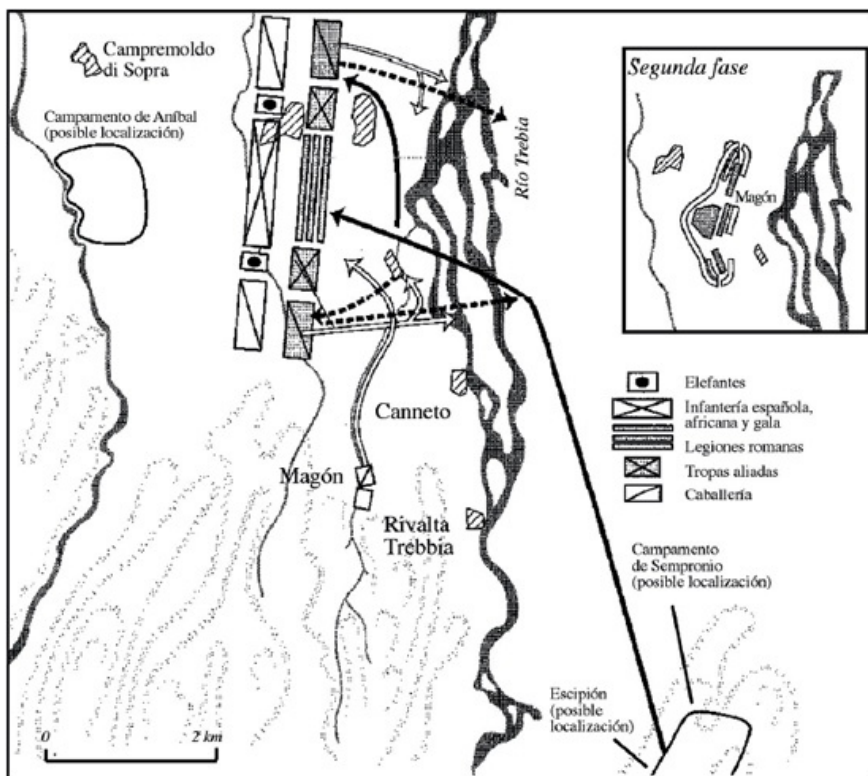 Campremoldo
di Sopra
Campamento de Aníbal
(posible localización)
Río Trebia
Canneto
Magón
Rivalta
Trebbia
0
2 km
Segunda fase
Magón
Elefantes
Infantería española,
africana y gala
Legiones romanas
Tropas aliadas
Caballería
Campamento
de Sempronio
(posible localización)
Escipión
(posible
localización)